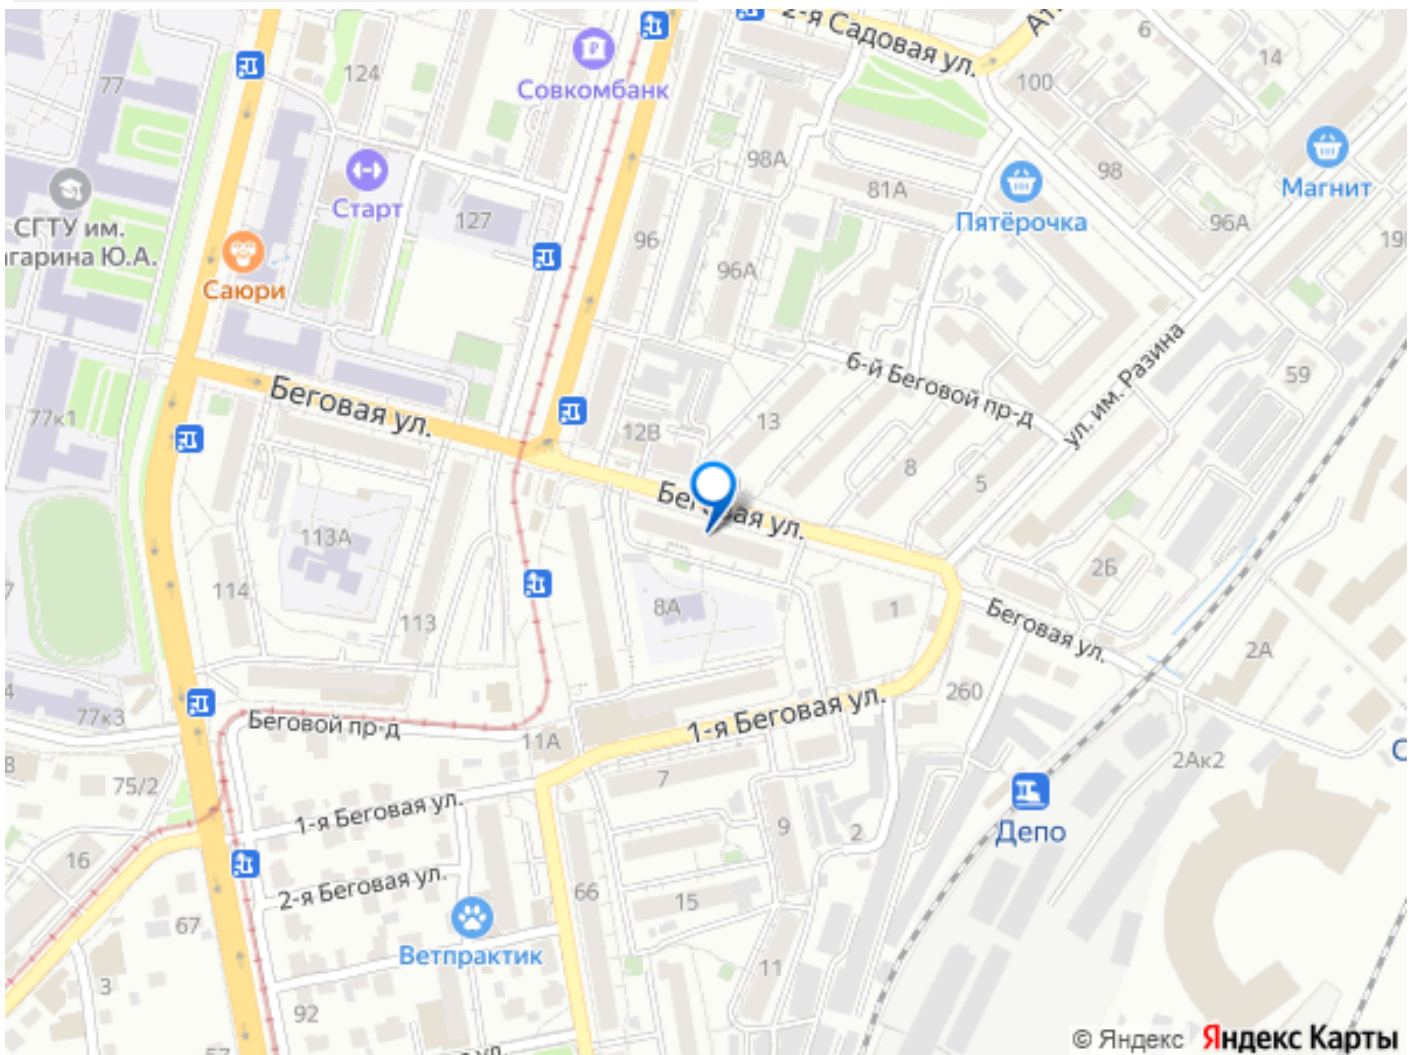 2-я Садовая ул.
6
14
77
124
Совкомбанк
100
98А
98
Магнит
81А
Пятёрочка
СГТУ им.
агарина Ю.А.
Старт
127
96
96А
96А
Саюри
6-й Беговой пр-д
ул. им. Разина
59
Беговая ул.
77к1
12В
13
8
5
Беговая ул.
113А
114
113
8А
1
2Б
Беговая ул.
2А
260
77к3
Беговой пр-д
11А
1-я Беговая ул.
2Ак2
75/2
7
1-я Беговая ул.
9
2
Депо
16
2-я Беговая ул.
66
15
67
Ветпрактик
11
3
92
© Яндекс Яндекс Карты